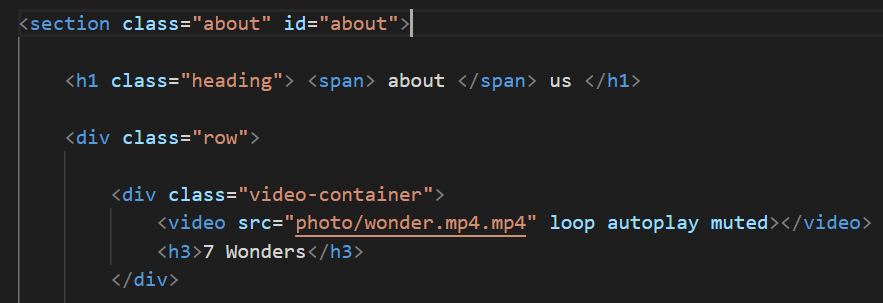 <section class="about" id="about">
<h1 class="heading"> <span> about </span> us </h1>
<div class="row">
<div class="video-container">
<video src="photo/wonder.mp4.mp4" loop autoplay muted></video>
<h3>7 Wonders</h3>
</div>